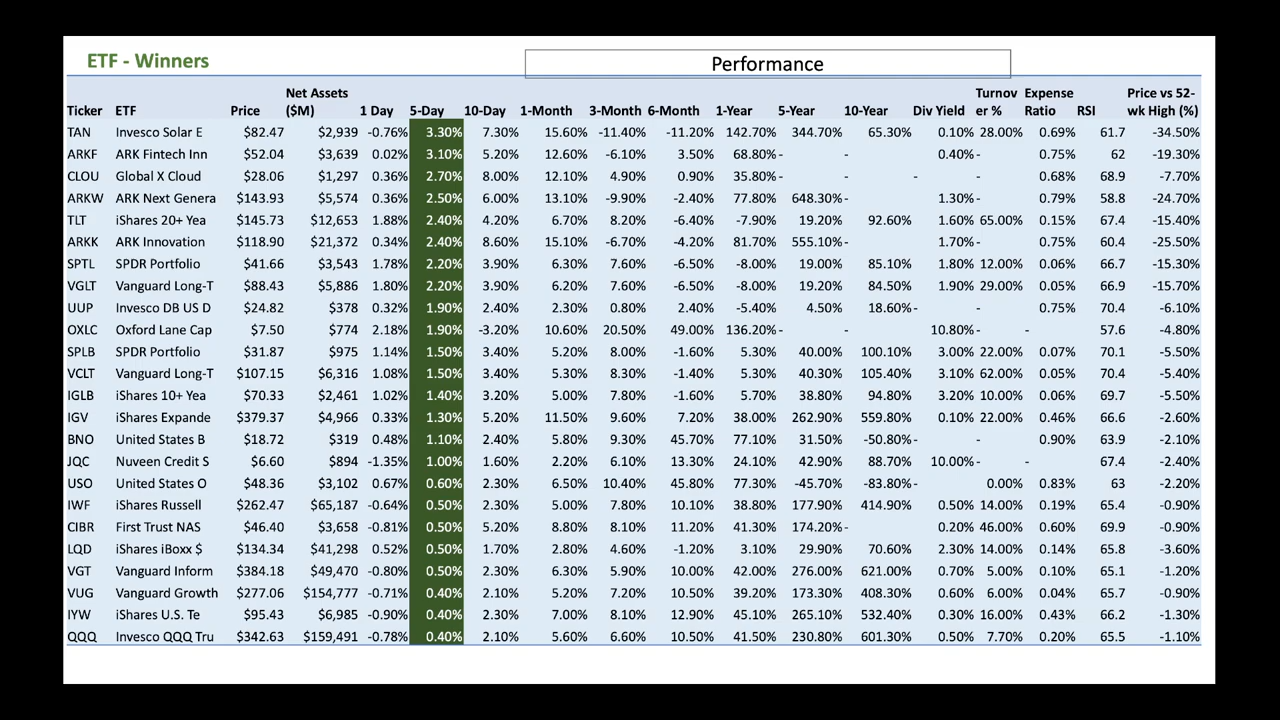 ETF - Winners
Performance
Net Assets Turnov Expense Price vs 52-
Ticker ETF Price ($M) 1 Day 5-Day 10-Day 1-Month 3-Month 6-Month 1-Year 5-Year 10-Year Div Yield er % Ratio RSI wk High (%)
TAN Invesco Solar E $82.47 $2,939 -0.76% 3.30% 7.30% 15.60% -11.40% -11.20% 142.70% 344.70% 65.30% 0.10% 28.00% 0.69% 61.7 -34.50%
ARKF ARK Fintech Inn $52.04 $3,639 0.02% 3.10% 5.20% 12.60% -6.10% 3.50% 68.80% - - 0.40% - 0.75% 62 -19.30%
CLOU Global X Cloud $28.06 $1,297 0.36% 2.70% 8.00% 12.10% 4.90% 0.90% 35.80% - - - - 0.68% 68.9 -7.70%
ARKW ARK Next Genera $143.93 $5,574 0.36% 2.50% 6.00% 13.10% -9.90% -2.40% 77.80% 648.30% - 1.30% - 0.79% 58.8 -24.70%
TLT iShares 20+ Yea $145.73 $12,653 1.88% 2.40% 4.20% 6.70% 8.20% -6.40% -7.90% 19.20% 92.60% 1.60% 65.00% 0.15% 67.4 -15.40%
ARKK ARK Innovation $118.90 $21,372 0.34% 2.40% 8.60% 15.10% -6.70% -4.20% 81.70% 555.10% - 1.70% - 0.75% 60.4 -25.50%
SPTL SPDR Portfolio $41.66 $3,543 1.78% 2.20% 3.90% 6.30% 7.60% -6.50% -8.00% 19.00% 85.10% 1.80% 12.00% 0.06% 66.7 -15.30%
VGLT Vanguard Long-T $88.43 $5,886 1.80% 2.20% 3.90% 6.20% 7.60% -6.50% -8.00% 19.20% 84.50% 1.90% 29.00% 0.05% 66.9 -15.70%
UUP Invesco DB US D $24.82 $378 0.32% 1.90% 2.40% 2.30% 0.80% 2.40% -5.40% 4.50% 18.60% - - 0.75% 70.4 -6.10%
OXLC Oxford Lane Cap $7.50 $774 2.18% 1.90% -3.20% 10.60% 20.50% 49.00% 136.20% - - 10.80% - - 57.6 -4.80%
SPLB SPDR Portfolio $31.87 $975 1.14% 1.50% 3.40% 5.20% 8.00% -1.60% 5.30% 40.00% 100.10% 3.00% 22.00% 0.07% 70.1 -5.50%
VCLT Vanguard Long-T $107.15 $6,316 1.08% 1.50% 3.40% 5.30% 8.30% -1.40% 5.30% 40.30% 105.40% 3.10% 62.00% 0.05% 70.4 -5.40%
IGLB iShares 10+ Yea $70.33 $2,461 1.02% 1.40% 3.20% 5.00% 7.80% -1.60% 5.70% 38.80% 94.80% 3.20% 10.00% 0.06% 69.7 -5.50%
IGV iShares Expande $379.37 $4,966 0.33% 1.30% 5.20% 11.50% 9.60% 7.20% 38.00% 262.90% 559.80% 0.10% 22.00% 0.46% 66.6 -2.60%
BNO United States B $18.72 $319 0.48% 1.10% 2.40% 5.80% 9.30% 45.70% 77.10% 31.50% -50.80% - - 0.90% 63.9 -2.10%
JQC Nuveen Credit S $6.60 $894 -1.35% 1.00% 1.60% 2.20% 6.10% 13.30% 24.10% 42.90% 88.70% 10.00% - - 67.4 -2.40%
USO United States O $48.36 $3,102 0.67% 0.60% 2.30% 6.50% 10.40% 45.80% 77.30% -45.70% -83.80% - 0.00% 0.83% 63 -2.20%
IWF iShares Russell $262.47 $65,187 -0.64% 0.50% 2.30% 5.00% 7.80% 10.10% 38.80% 177.90% 414.90% 0.50% 14.00% 0.19% 65.4 -0.90%
CIBR First Trust NAS $46.40 $3,658 -0.81% 0.50% 5.20% 8.80% 8.10% 11.20% 41.30% 174.20% - 0.20% 46.00% 0.60% 69.9 -0.90%
LQD iShares iBoxx $ $134.34 $41,298 0.52% 0.50% 1.70% 2.80% 4.60% -1.20% 3.10% 29.90% 70.60% 2.30% 14.00% 0.14% 65.8 -3.60%
VGT Vanguard Inform $384.18 $49,470 -0.80% 0.50% 2.30% 6.30% 5.90% 10.00% 42.00% 276.00% 621.00% 0.70% 5.00% 0.10% 65.1 -1.20%
VUG Vanguard Growth $277.06 $154,777 -0.71% 0.40% 2.10% 5.20% 7.20% 10.50% 39.20% 173.30% 408.30% 0.60% 6.00% 0.04% 65.7 -0.90%
IYW iShares U.S. Te $95.43 $6,985 -0.90% 0.40% 2.30% 7.00% 8.10% 12.90% 45.10% 265.10% 532.40% 0.30% 16.00% 0.43% 66.2 -1.30%
QQQ Invesco QQQ Tru $342.63 $159,491 -0.78% 0.40% 2.10% 5.60% 6.60% 10.50% 41.50% 230.80% 601.30% 0.50% 7.70% 0.20% 65.5 -1.10%